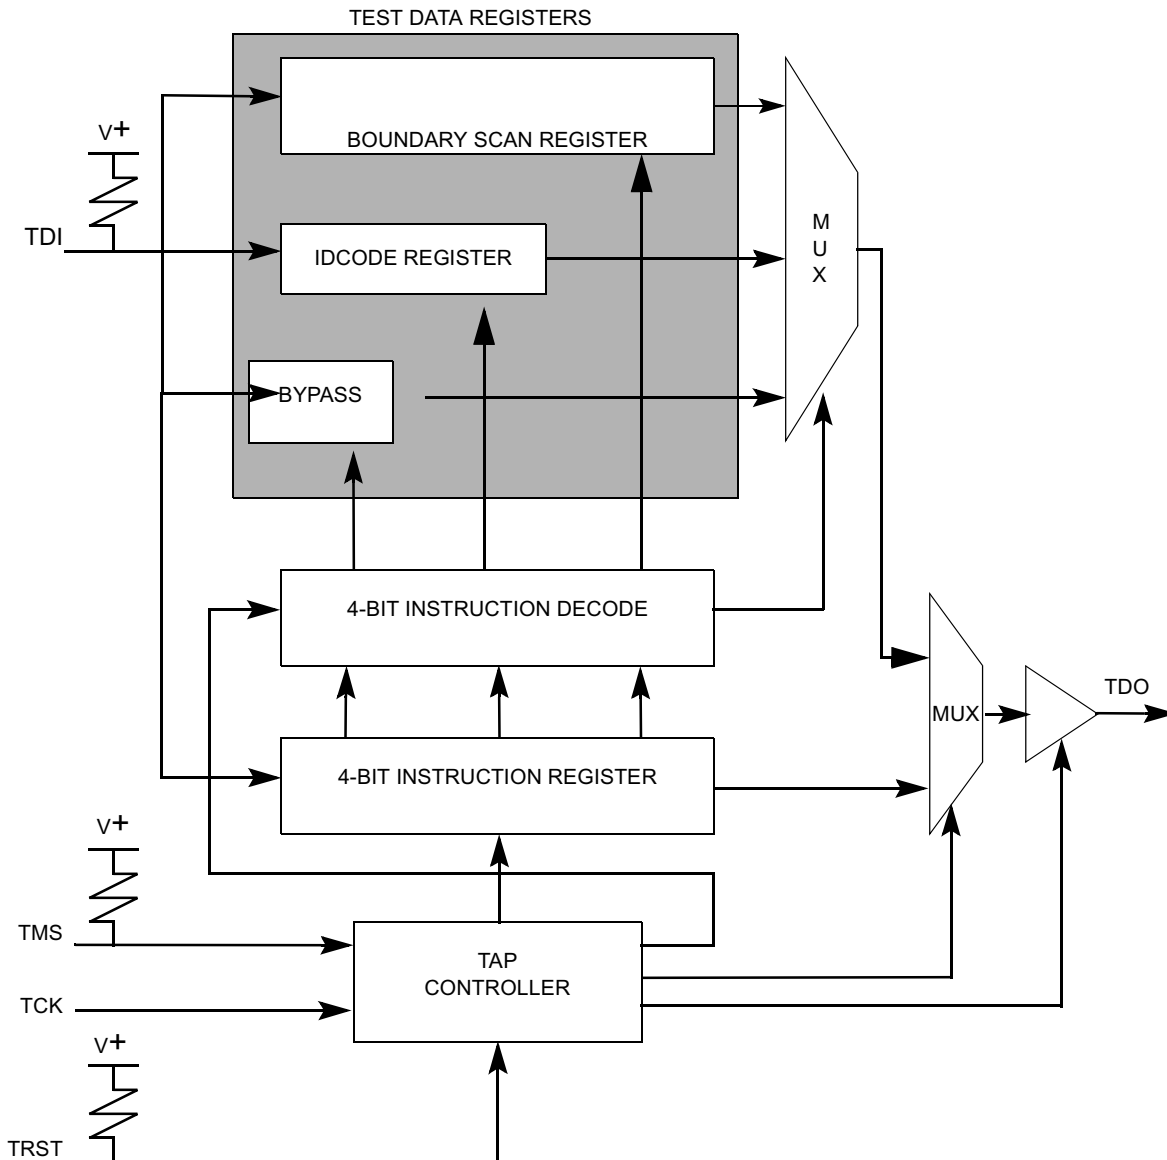 TEST DATA REGISTERS
V+
BOUNDARY SCAN REGISTER
TDI
IDCODE REGISTER
M
U
X
BYPASS
4-BIT INSTRUCTION DECODE
TDO
MUX
4-BIT INSTRUCTION REGISTER
V+
TMS
TAP
CONTROLLER
TCK
V+
TRST